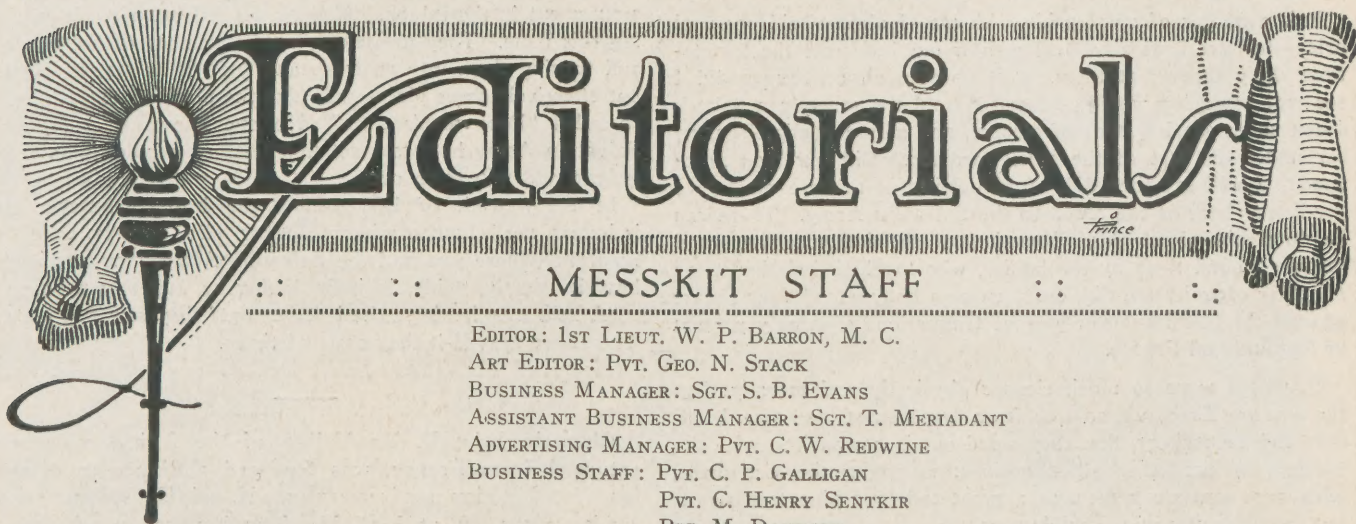 Editorials
Prince
:: :: MESS-KIT STAFF :: ::
EDITOR: 1ST LIEUT. W. P. BARRON, M. C.
ART EDITOR: PVT. GEO. N. STACK
BUSINESS MANAGER: SGT. S. B. EVANS
ASSISTANT BUSINESS MANAGER: SGT. T. MERIADANT
ADVERTISING MANAGER: PVT. C. W. REDWINE
BUSINESS STAFF: PVT. C. P. GALLIGAN
PVT. C. HENRY SENTKIR